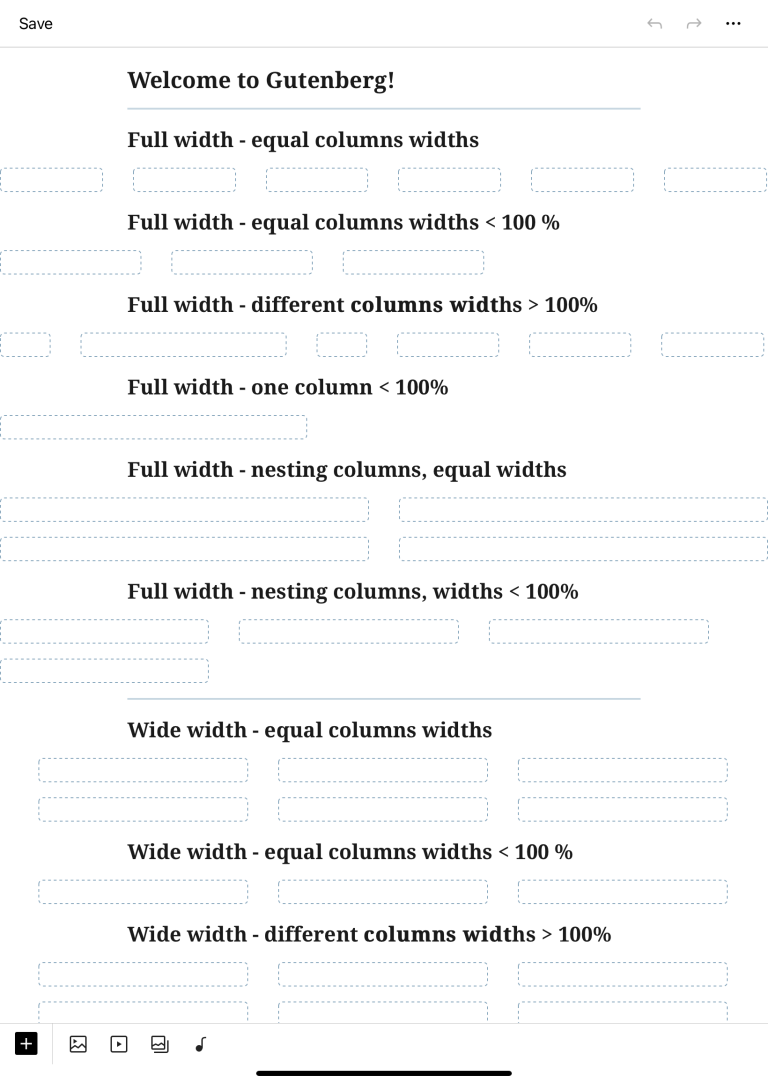 Save
Welcome to Gutenberg!
Full width - equal columns widths
Full width - equal columns widths < 100 %
Full width - different columns widths > 100%
Full width - one column < 100%
Full width - nesting columns, equal widths
Full width - nesting columns, widths < 100%
Wide width - equal columns widths
Wide width - equal columns widths < 100 %
Wide width - different columns widths > 100%